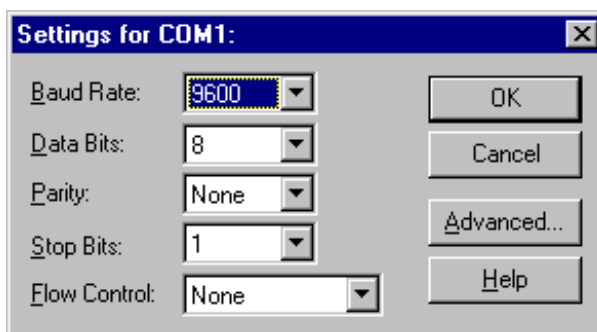 Settings for COM1:
Baud Rate: 9600 OK
Data Bits: 8 Cancel
Parity: None
Advanced...
Stop Bits: 1
Flow Control: None Help